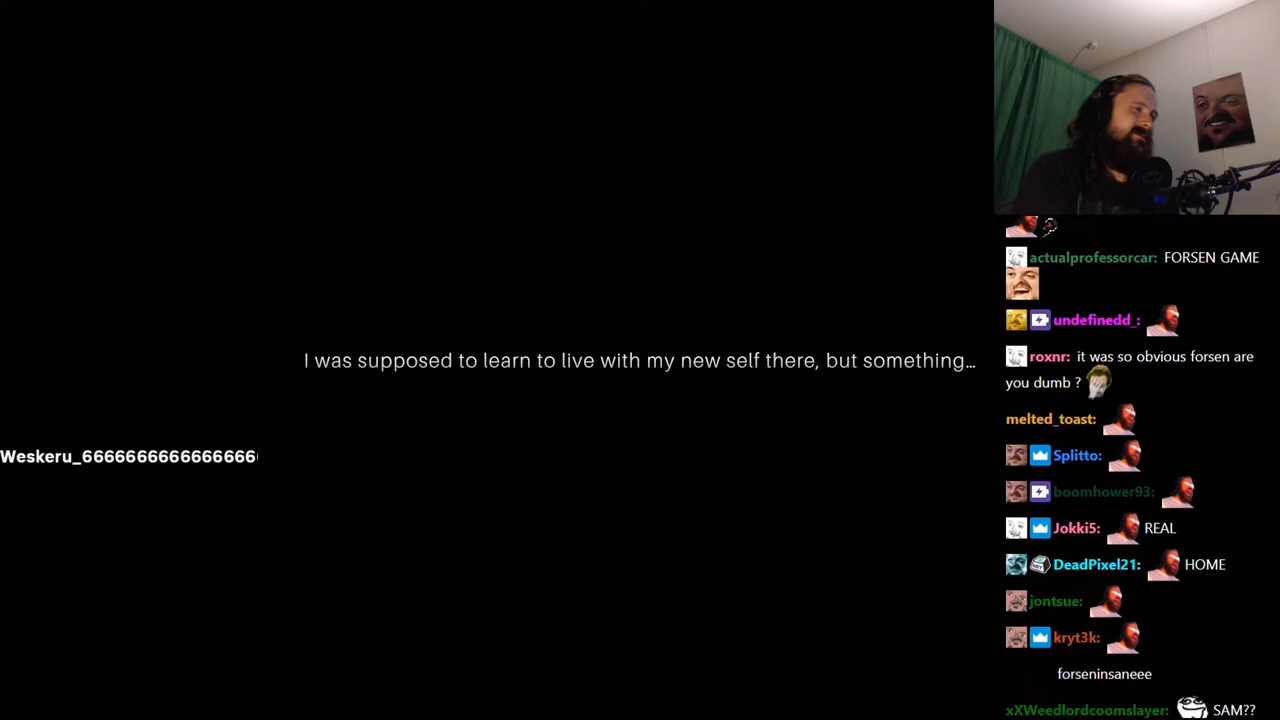 I was supposed to learn to live with my new self there, but something...
Weskeru_666666666666666
actualprofessorcar: FORSEN GAME
undefinedd_:
roxnr: it was so obvious forsen are
you dumb ?
melted_toast:
Splitto:
boomhower93:
Jokki5: REAL
DeadPixel21: HOME
jontsue:
kryt3k:
forseninsaneee
xXWeedlordcoomslayer: SAM??